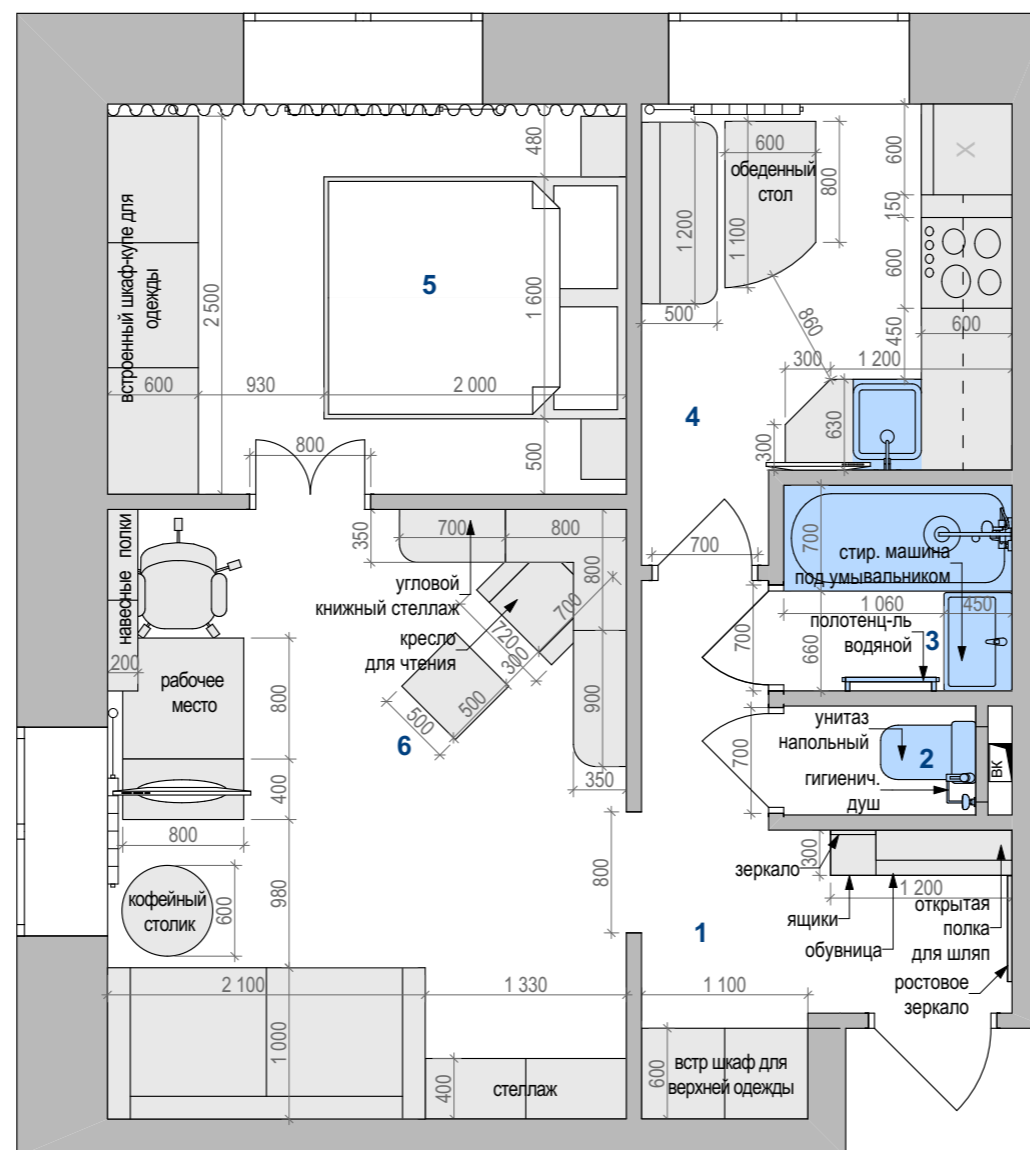 480
600
600
обеденный
стол
800
150
встроенный шкаф-купе для
одежды
2 500
5
1 600
1 200
1 100
600
500
860
450
600
600
930
2 000
300
1 200
4
630
300
800
500
навесные полки
350
700
800
700
700
стир. машина
под умывальником
угловой
книжный стеллаж
800
700
1 060
450
кресло
для чтения
720
300
700
660
полотенц-ль
водяной
3
200
рабочее
место
800
500
500
900
6
унитаз
напольный
2
700
вк
гигиенич.
душ
400
350
800
зеркало
300
кофейный
столик
600
980
800
1 200
ящики
обувница
открытая
полка
для шляп
1
ростовое
зеркало
2 100
1 330
1 100
1 000
400
стеллаж
600
встр шкаф для
верхней одежды